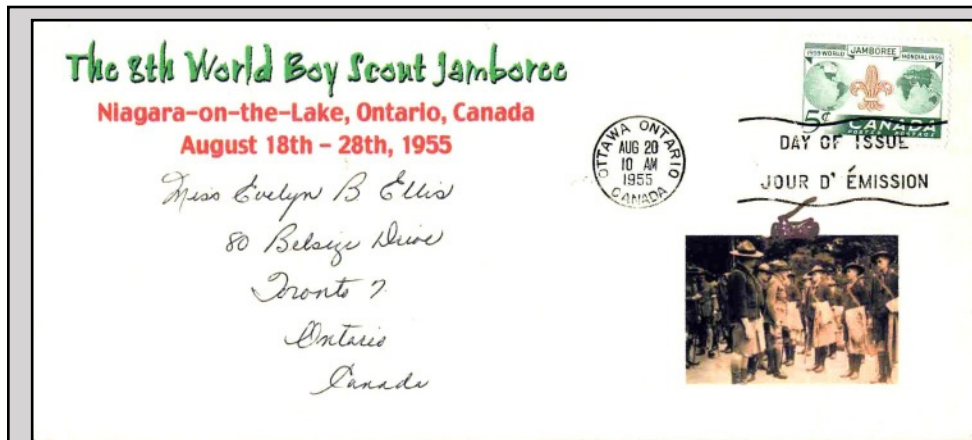 The 8th World Boy Scout Jamboree
Niagara-on-the-Lake, Ontario, Canada
August 18th - 28th, 1955
Miss Evelyn B. Ellis
80 Belsize Drive
Toronto 7
Ontario
Canada
OTTAWA ONTARIO
AUG 20
10 AM
1955
CANADA
1955 WORLD JAMBOREE MONDIAL 1955
5¢ CANADA
POSTES POSTAGE
DAY OF ISSUE
JOUR D' ÉMISSION